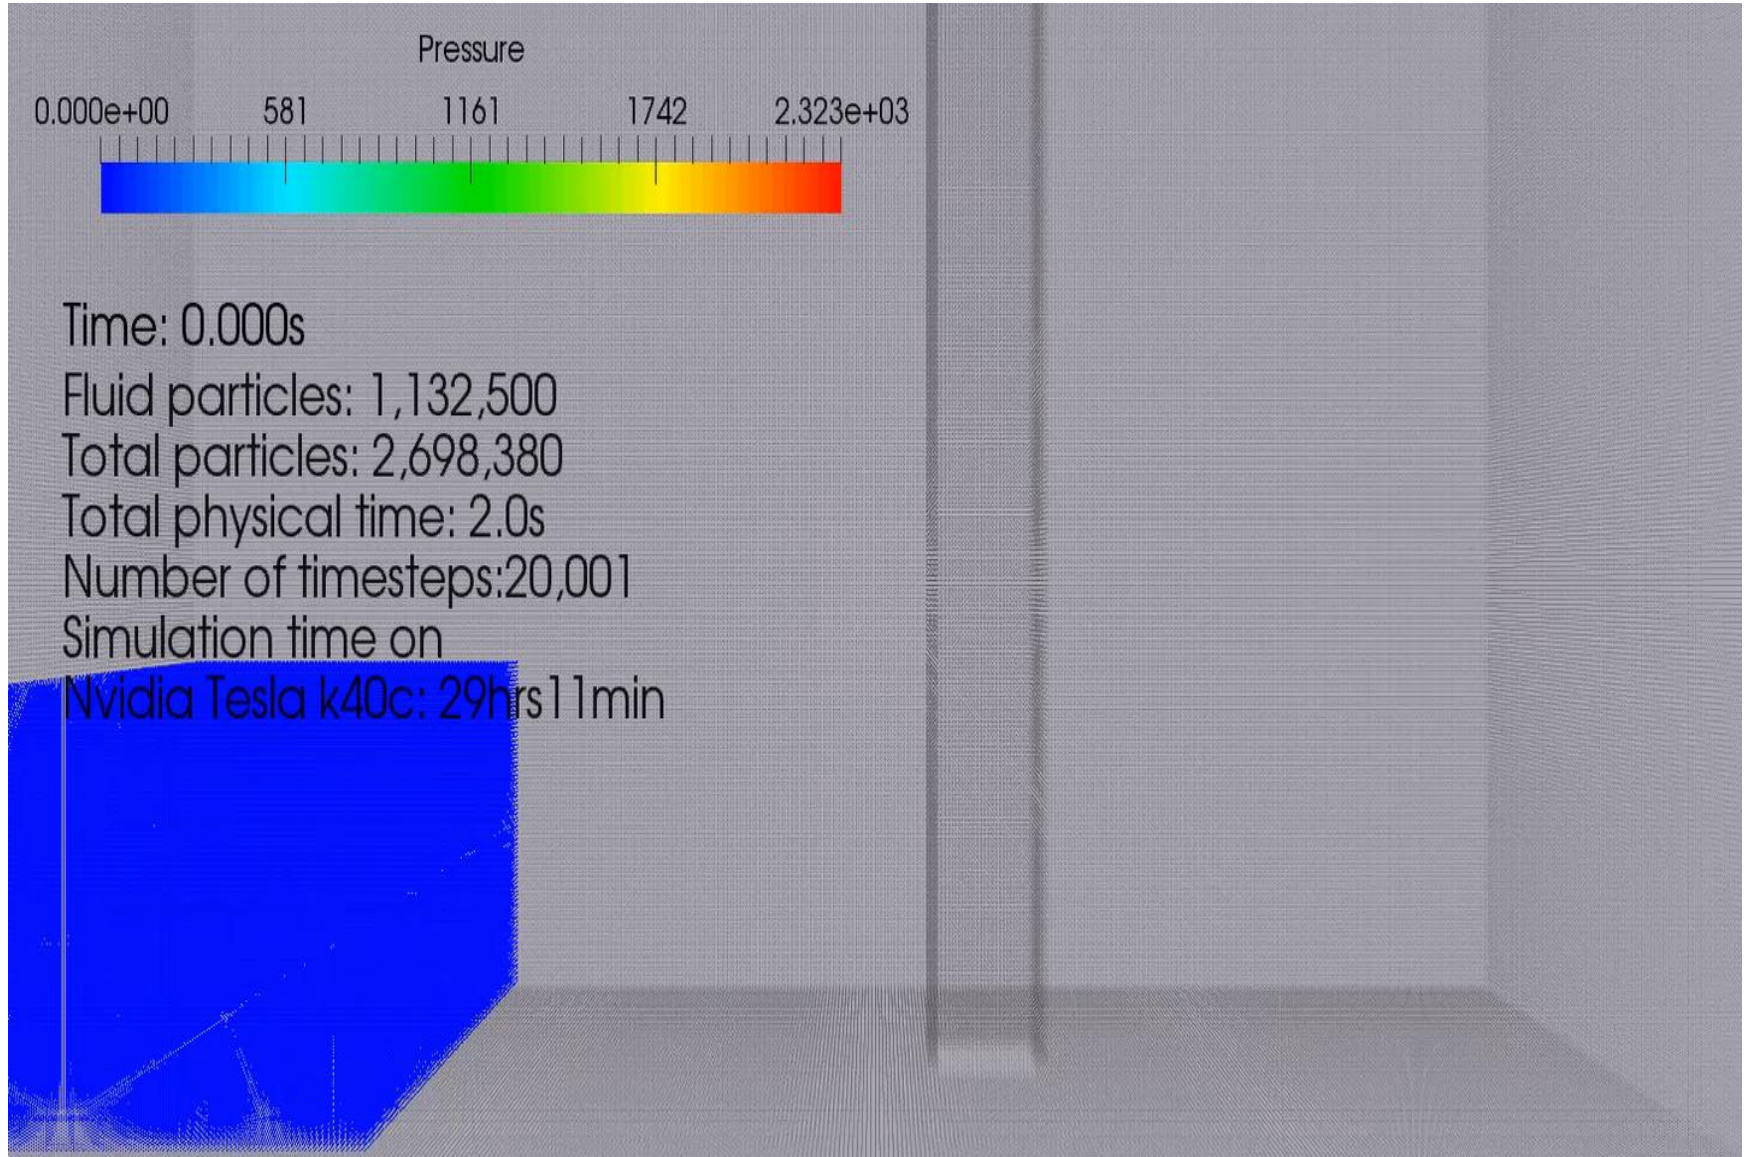 Pressure
0.000e+00 581 1161 1742 2.323e+03
Time: 0.000s
Fluid particles: 1,132,500
Total particles: 2,698,380
Total physical time: 2.0s
Number of timesteps:20,001
Simulation time on
Nvidia Tesla k40c: 29hrs11min